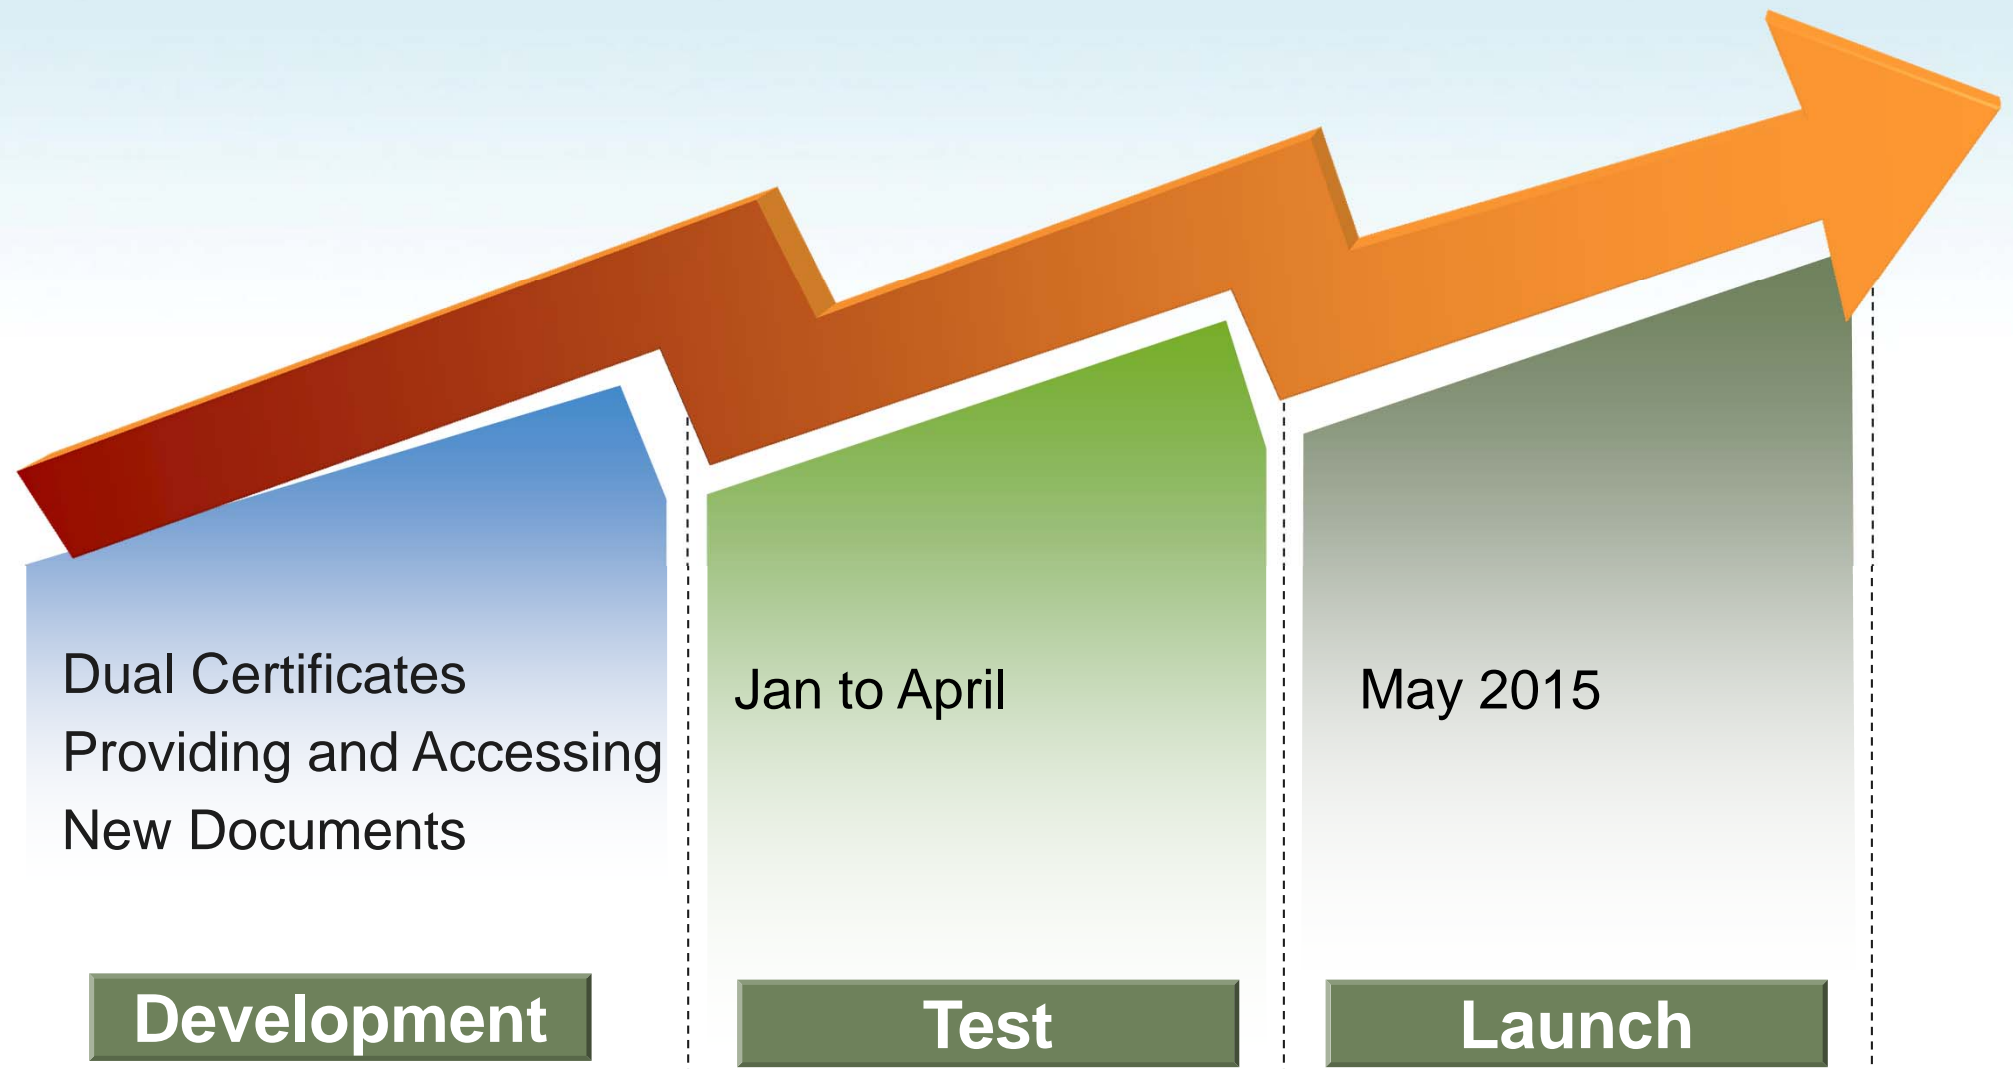 Dual Certificates
Providing and Accessing
New Documents
Development
Jan to April
Test
May 2015
Launch